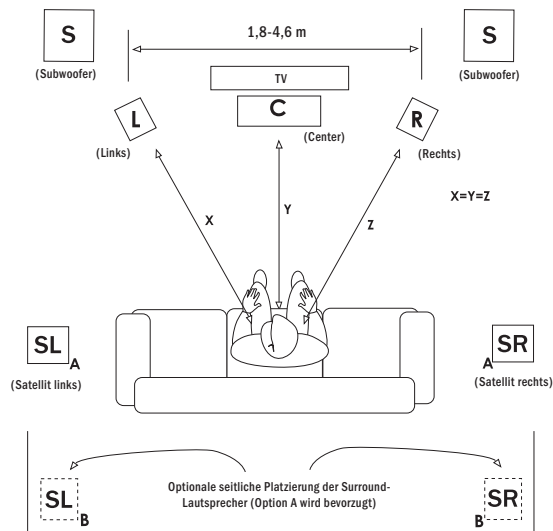 S
1,8-4,6 m
S
(Subwoofer)
TV
(Subwoofer)
L
C
R
(Links)
(Center)
(Rechts)
X=Y=Z
X
Y
Z
SL A
A SR
(Satellit links)
(Satellit rechts)
Optionale seitliche Platzierung der Surround-
Lautsprecher (Option A wird bevorzugt)
SL B
B SR